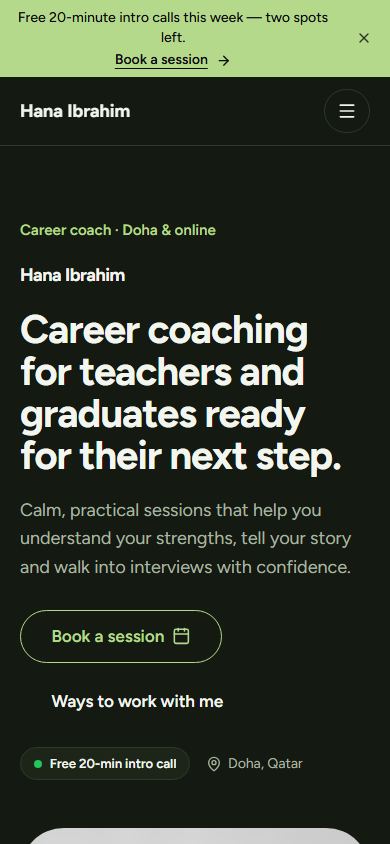 Free 20-minute intro calls this week — two spots
left.
Book a session →
Hana Ibrahim
Career coach · Doha & online
Hana Ibrahim
Career coaching
for teachers and
graduates ready
for their next step.
Calm, practical sessions that help you
understand your strengths, tell your story
and walk into interviews with confidence.
Book a session
Ways to work with me
Free 20-min intro call
Doha, Qatar